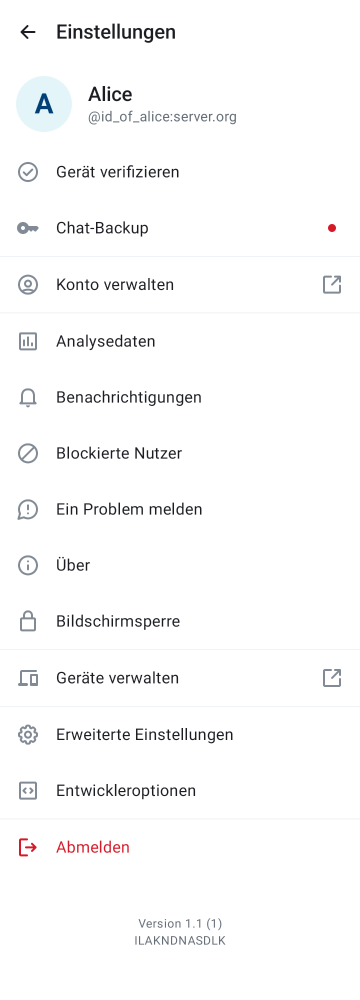 Einstellungen
A
Alice
@id_of_alice:server.org
Gerät verifizieren
Chat-Backup
Konto verwalten
Analysedaten
Benachrichtigungen
Blockierte Nutzer
Ein Problem melden
Über
Bildschirmsperre
Geräte verwalten
Erweiterte Einstellungen
Entwickleroptionen
Abmelden
Version 1.1 (1)
ILAKNDNASDLK